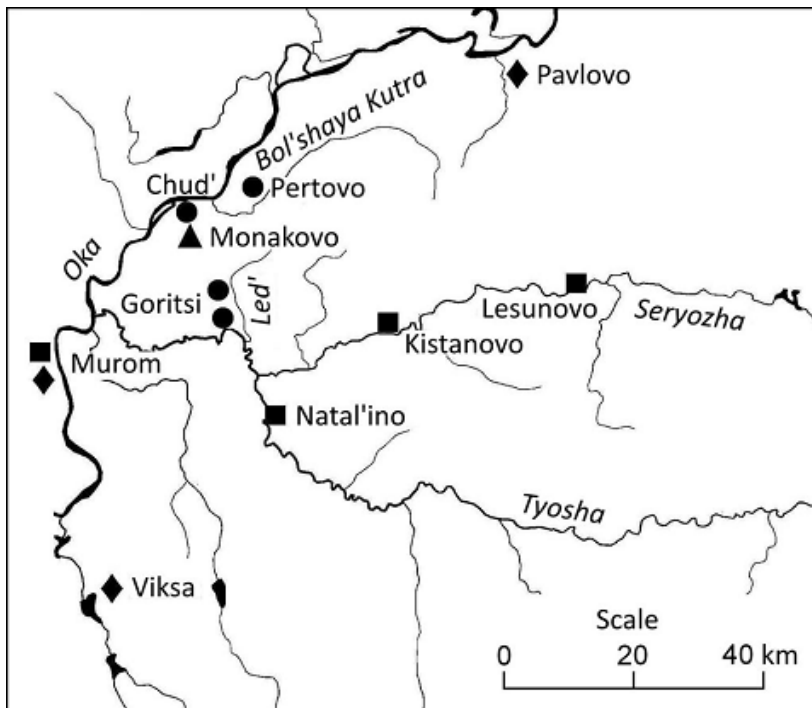 Pavlovo
Bol'shaya Kutra
Chud'
Pertovo
Monakovo
Oka
Goritsi
Led'
Lesunovo
Seryozha
Kistanovo
Murom
Natal'ino
Tyosha
Viksa
Scale
0 20 40 km